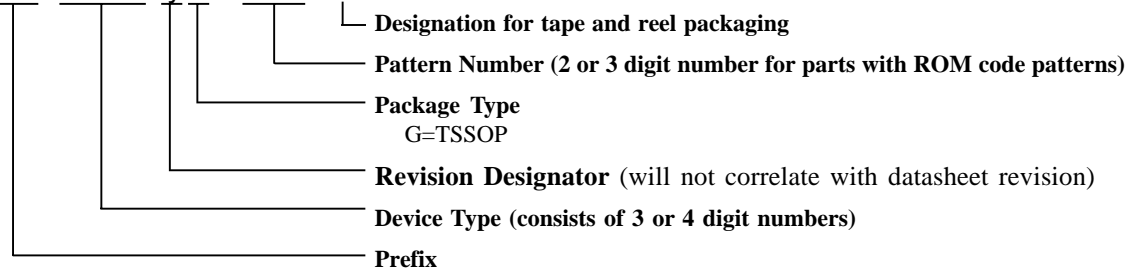 Designation for tape and reel packaging
Pattern Number (2 or 3 digit number for parts with ROM code patterns)
Package Type
G=TSSOP
Revision Designator (will not correlate with datasheet revision)
Device Type (consists of 3 or 4 digit numbers)
Prefix